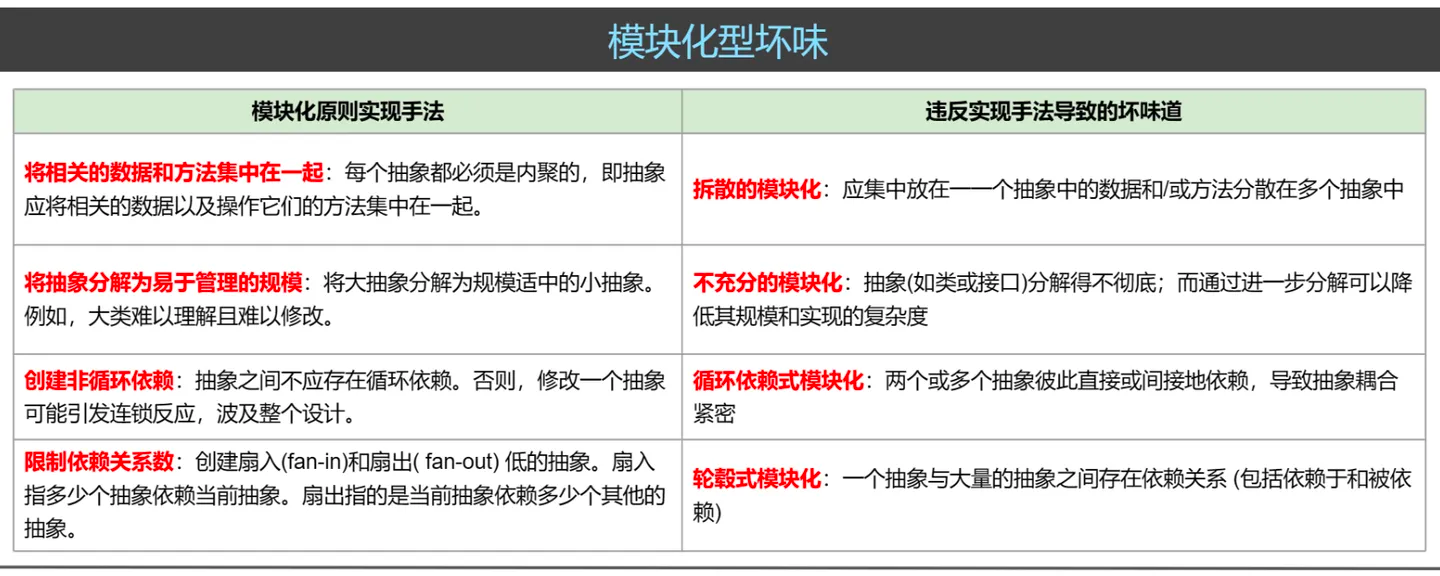 模块化型坏味
模块化原则实现手法
违反实现手法导致的坏味道
将相关的数据和方法集中在一起：每个抽象都必须是内聚的，即抽象
应将相关的数据以及操作它们的方法集中在一起。
拆散的模块化：应集中放在一一个抽象中的数据和/或方法分散在多个抽象中
将抽象分解为易于管理的规模：将大抽象分解为规模适中的小抽象。
例如，大类难以理解且难以修改。
不充分的模块化：抽象(如类或接口)分解得不彻底；而通过进一步分解可以降
低其规模和实现的复杂度
创建非循环依赖：抽象之间不应存在循环依赖。否则，修改一个抽象
可能引发连锁反应，波及整个设计。
循环依赖式模块化：两个或多个抽象彼此直接或间接地依赖，导致抽象耦合
紧密
限制依赖关系数：创建扇入(fan-in)和扇出( fan-out) 低的抽象。扇入
指多少个抽象依赖当前抽象。扇出指的是当前抽象依赖多少个其他的
抽象。
轮毂式模块化：一个抽象与大量的抽象之间存在依赖关系 (包括依赖于和被依
赖)